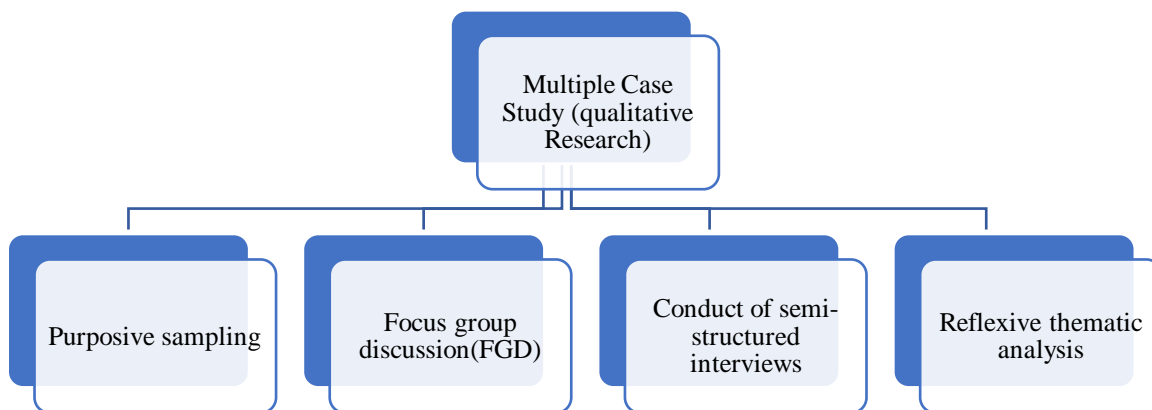 Multiple Case
Study (qualitative
Research)
Purposive sampling
Focus group
discussion(FGD)
Conduct of semi-
structured
interviews
Reflexive thematic
analysis